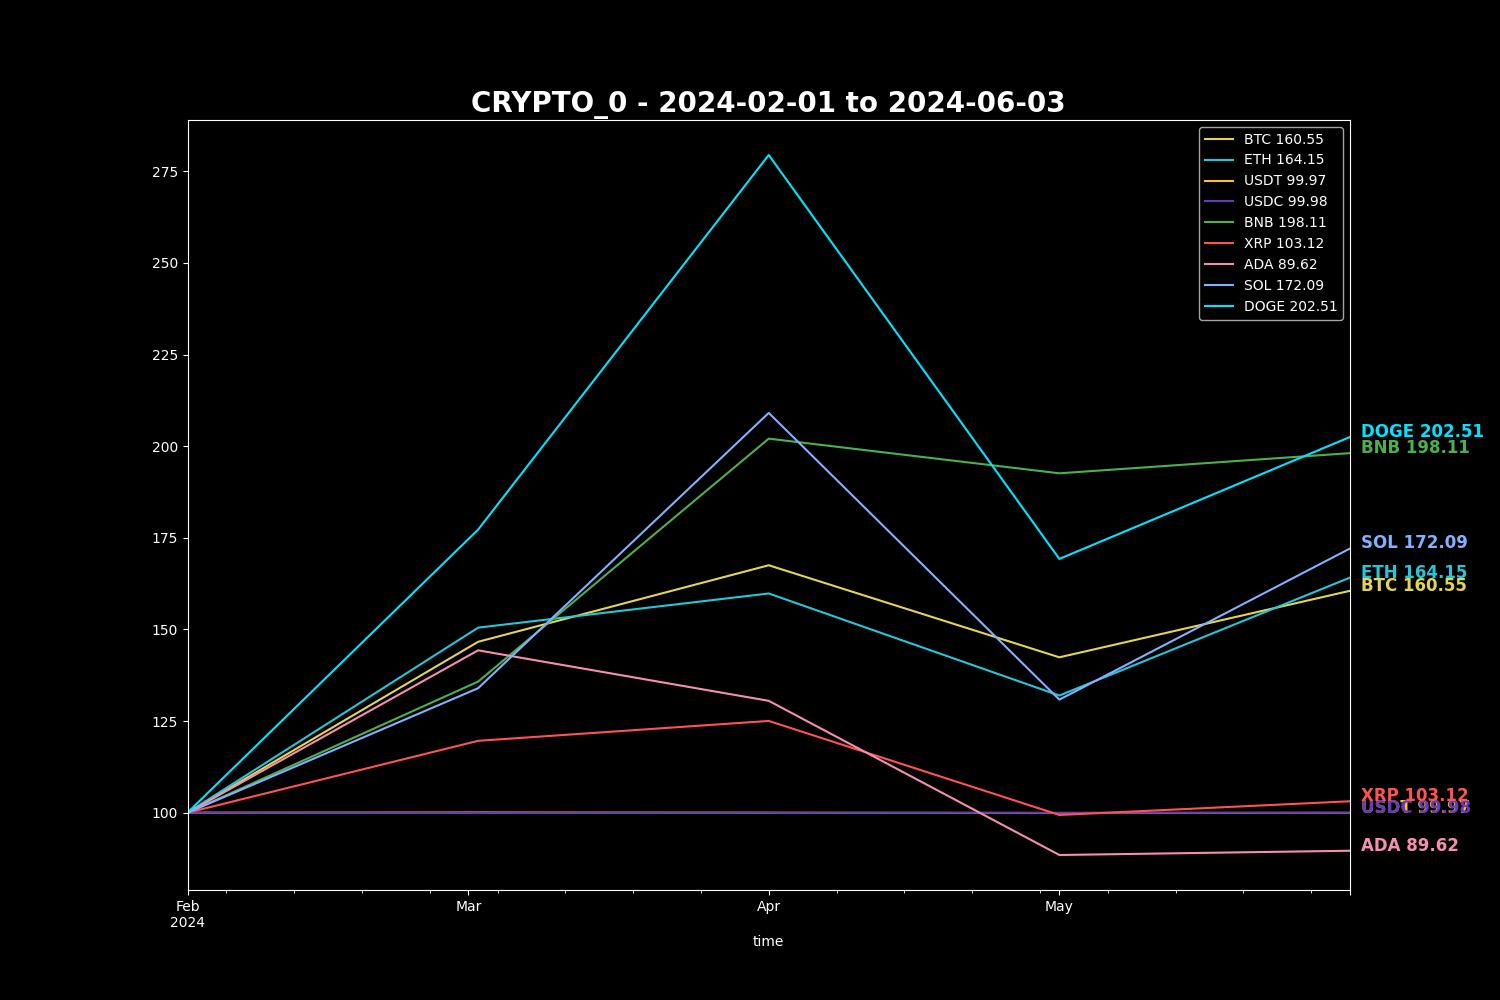 CRYPTO_0 - 2024-02-01 to 2024-06-03
BTC 160.55
ETH 164.15
USDT 99.97
USDC 99.98
BNB 198.11
XRP 103.12
ADA 89.62
SOL 172.09
DOGE 202.51
275
250
225
200
175
150
125
100
DOGE 202.51
BNB 198.11
SOL 172.09
ETH 164.15
BTC 160.55
XRP 103.12
USDC 99.98
ADA 89.62
Feb Mar Apr May
2024
time